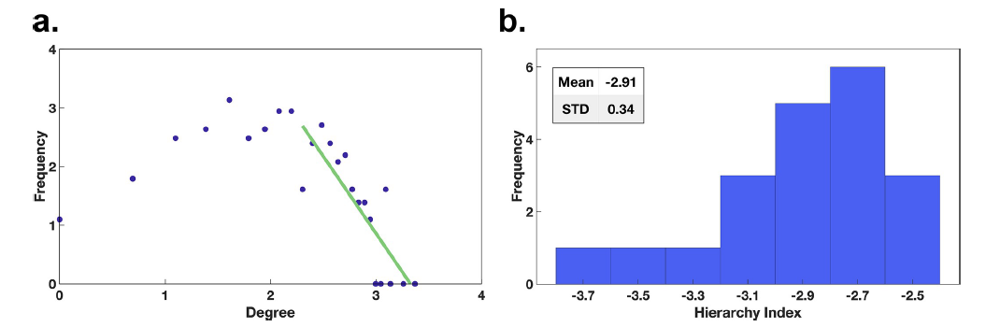 a.
4
3
2
1
0
0 1 2 3 4
Frequency
Degree
b.
6
4
2
0
-3.7 -3.5 -3.3 -3.1 -2.9 -2.7 -2.5
Frequency
Hierarchy Index
Mean -2.91
STD 0.34